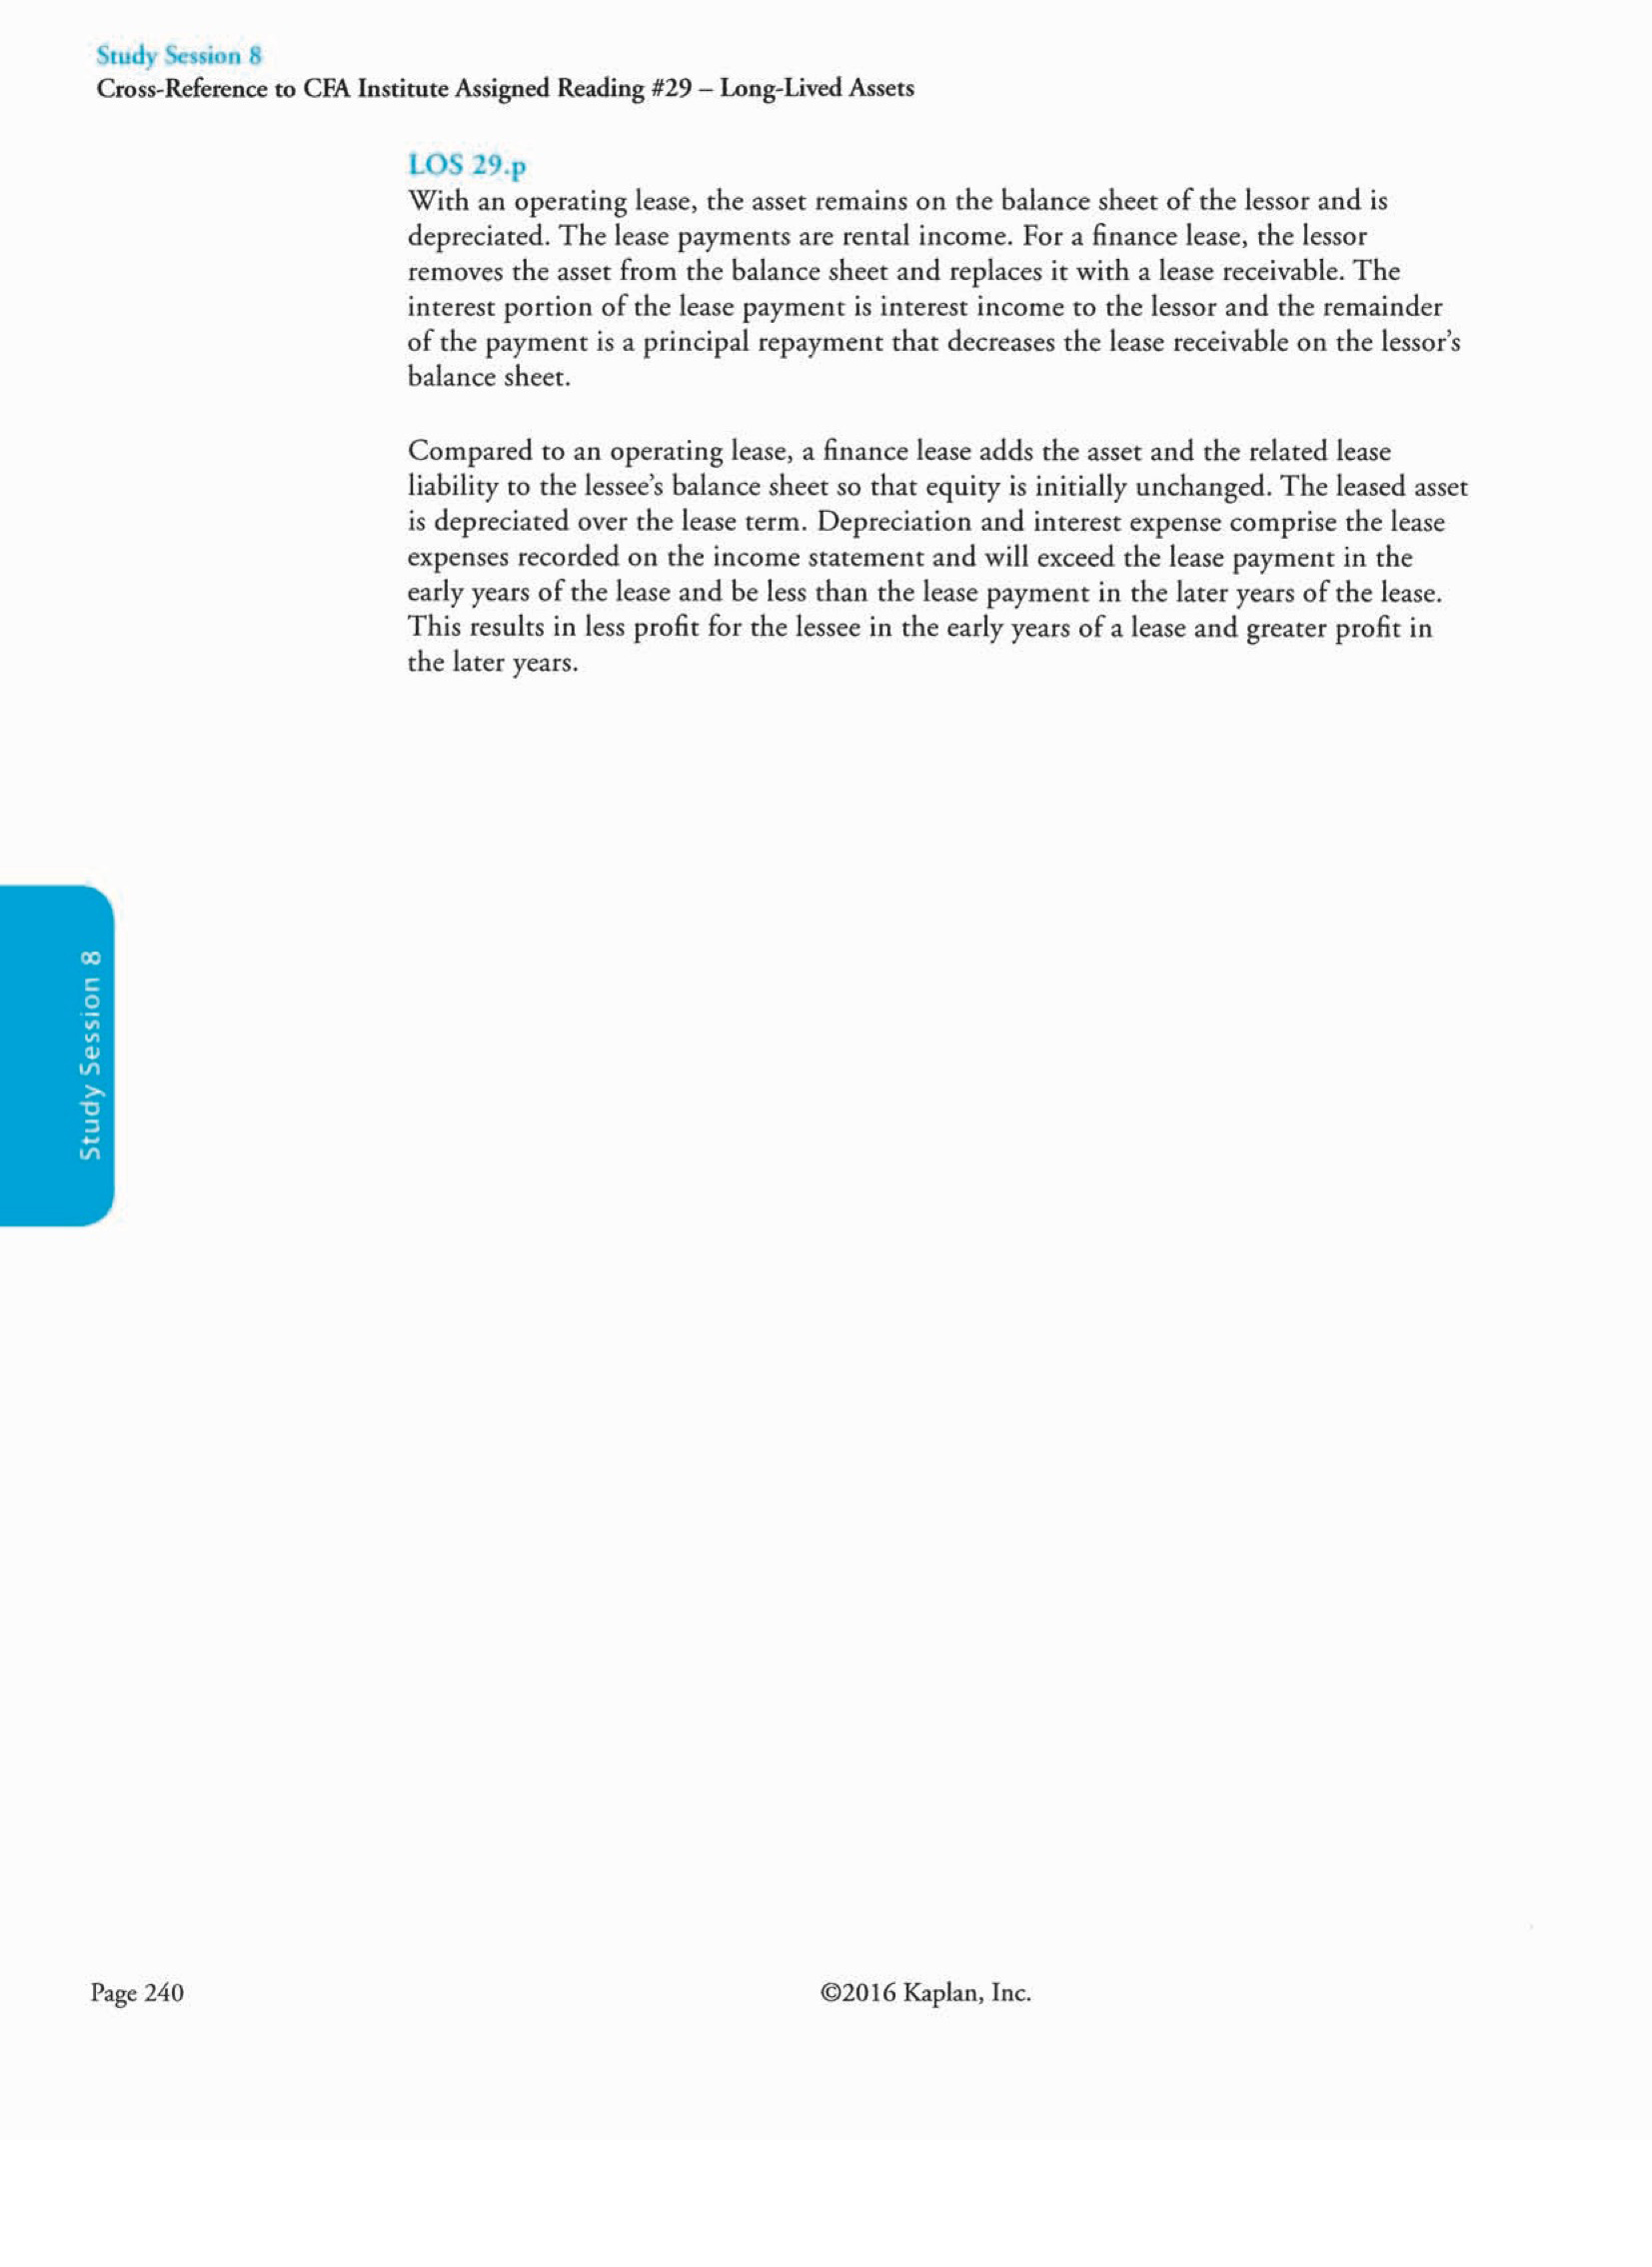 Study Session 8
Cross-Reference to CFA Institute Assigned Reading #29 – Long-Lived Assets
LOS 29.p
With an operating lease, the asset remains on the balance sheet of the lessor and is
depreciated. The lease payments are rental income. For a finance lease, the lessor
removes the asset from the balance sheet and replaces it with a lease receivable. The
interest portion of the lease payment is interest income to the lessor and the remainder
of the payment is a principal repayment that decreases the lease receivable on the lessor’s
balance sheet.
Compared to an operating lease, a finance lease adds the asset and the related lease
liability to the lessee’s balance sheet so that equity is initially unchanged. The leased asset
is depreciated over the lease term. Depreciation and interest expense comprise the lease
expenses recorded on the income statement and will exceed the lease payment in the
early years of the lease and be less than the lease payment in the later years of the lease.
This results in less profit for the lessee in the early years of a lease and greater profit in
the later years.
Study Session 8
Page 240
©2016 Kaplan, Inc.